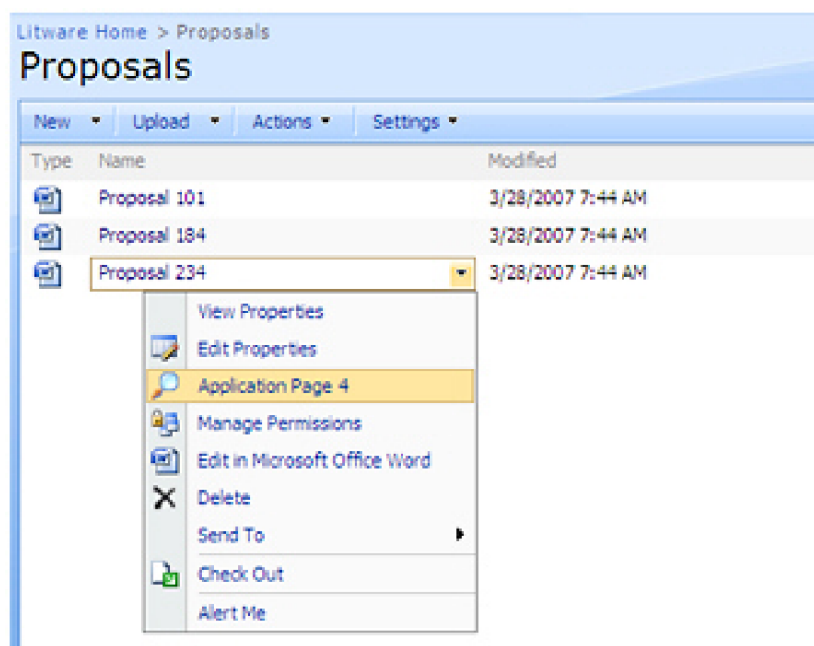 Litware Home > Proposals
Proposals
New Upload Actions Settings
Type Name Modified
Proposal 101 3/28/2007 7:44 AM
Proposal 184 3/28/2007 7:44 AM
Proposal 234 3/28/2007 7:44 AM
View Properties
Edit Properties
Application Page 4
Manage Permissions
Edit in Microsoft Office Word
Delete
Send To
Check Out
Alert Me